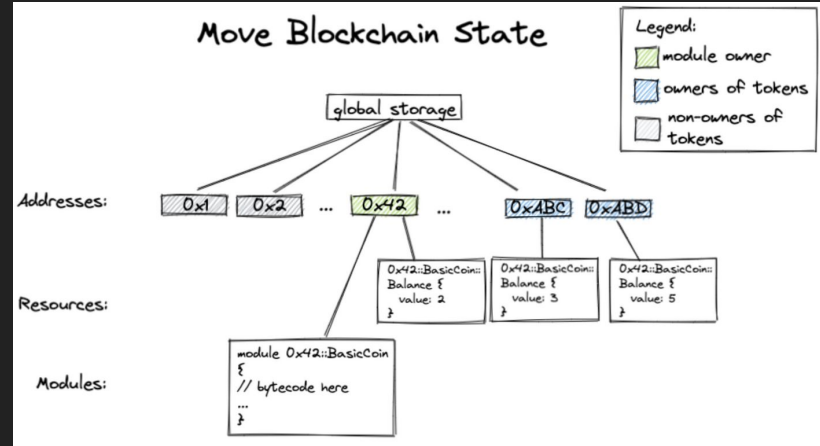 Move Blockchain State
Legend:
module owner
owners of tokens
non-owners of
tokens
global storage
Addresses:
0x1
0x2
...
0x42
...
0xABC
0xABD
Resources:
0x42::BasicCoin::
Balance {
value: 2
}
0x42::BasicCoin::
Balance {
value: 3
}
0x42::BasicCoin::
Balance {
value: 5
}
Modules:
module 0x42::BasicCoin
{
// bytecode here
...
}